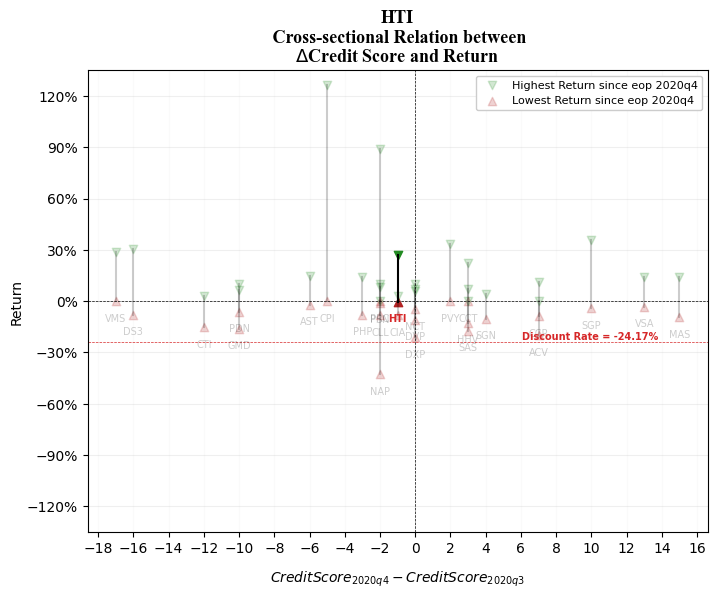 HTI
Cross-sectional Relation between
ΔCredit Score and Return
Highest Return since eop 2020q4
Lowest Return since eop 2020q4
120%
90%
60%
30%
0%
−30%
−60%
−90%
−120%
Return
VMS
DS3
CTI
GMD
AST
CPI
PHP
CLL
NAP
HTI
DXP
PVY
SAS
SGN
ACV
SGP
VSA
MAS
Discount Rate = -24.17%
−18 −16 −14 −12 −10 −8 −6 −4 −2 0 2 4 6 8 10 12 14 16
CreditScore2020q4 − CreditScore2020q3